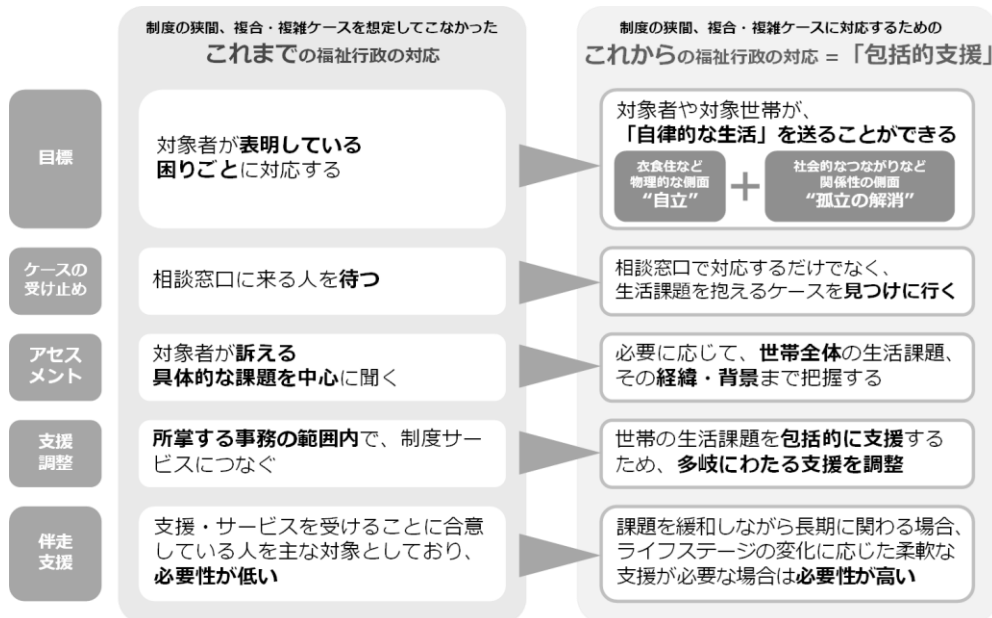 制度の狭間、複合・複雑ケースを想定してこなかった
これまでの福祉行政の対応
制度の狭間、複合・複雑ケースに対応するための
これからの福祉行政の対応 = 「包括的支援」
目標
対象者が表明している
困りごとに対応する
対象者や対象世帯が、
「自律的な生活」を送ることができる
衣食住など
物理的な側面
“自立”
+
社会的なつながりなど
関係性の側面
“孤立の解消”
ケースの
受け止め
相談窓口に来る人を待つ
相談窓口で対応するだけでなく、
生活課題を抱えるケースを見つけに行く
アセス
メント
対象者が訴える
具体的な課題を中心に聞く
必要に応じて、世帯全体の生活課題、
その経緯・背景まで把握する
支援
調整
所掌する事務の範囲内で、制度サー
ビスにつなぐ
世帯の生活課題を包括的に支援する
ため、多岐にわたる支援を調整
伴走
支援
支援・サービスを受けることに合意
している人を主な対象としており、
必要性が低い
課題を緩和しながら長期に関わる場合、
ライフステージの変化に応じた柔軟な
支援が必要な場合は必要性が高い